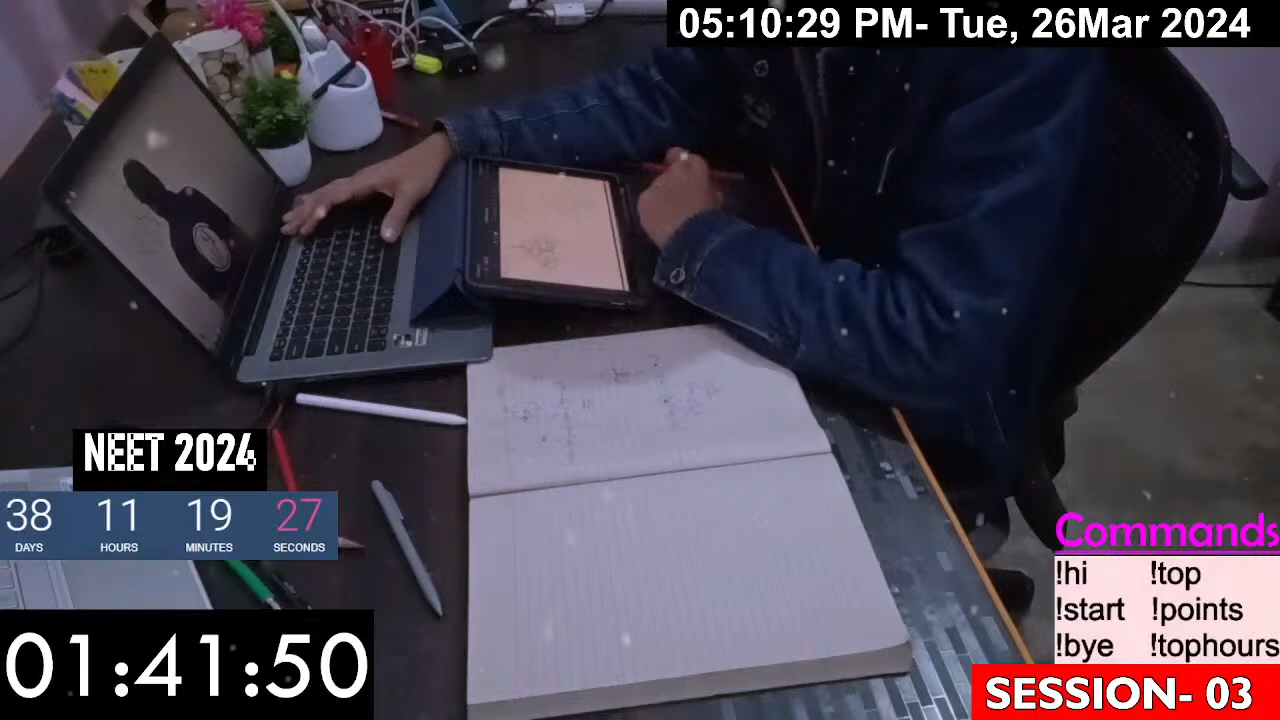 05:10:29 PM- Tue, 26Mar 2024
NEET 2024
38 11 19 27
DAYS HOURS MINUTES SECONDS
01:41:50
Commands
!hi !top
!start !points
!bye !tophours
SESSION- 03